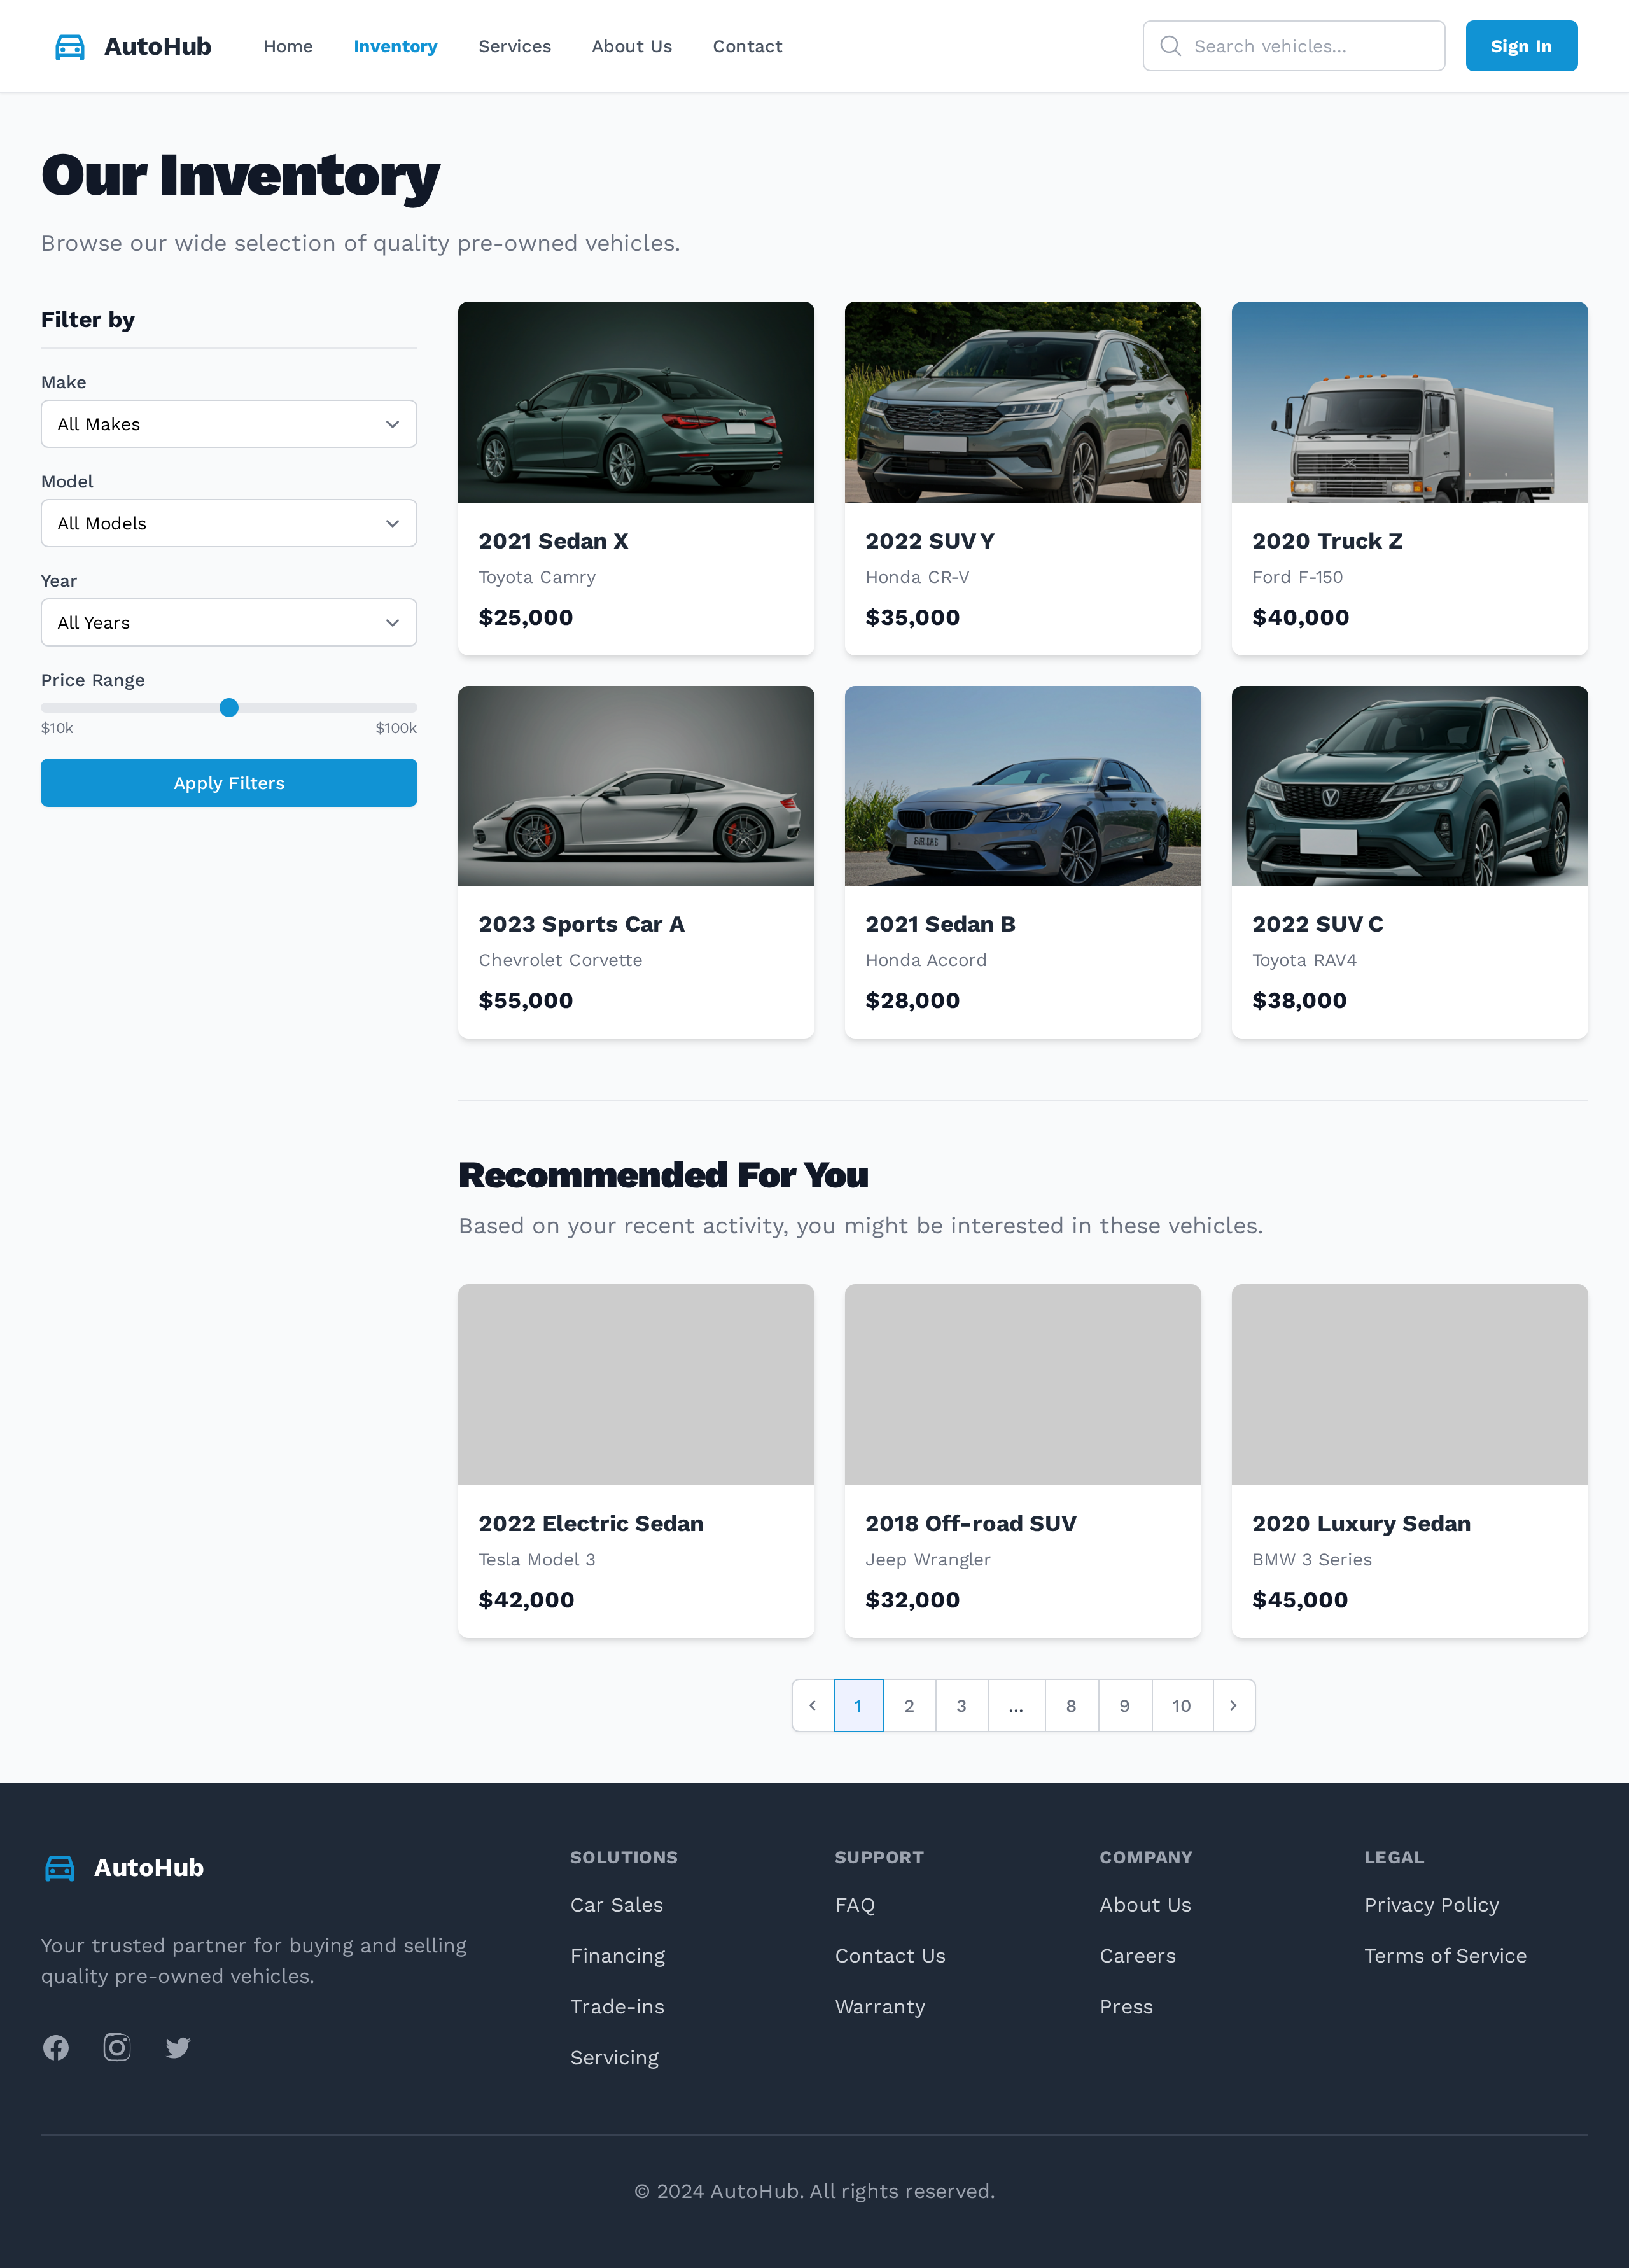 AutoHub
Home
Inventory
Services
About Us
Contact
Search vehicles...
Sign In
Our Inventory
Browse our wide selection of quality pre-owned vehicles.
Filter by
Make
All Makes
Model
All Models
Year
All Years
Price Range
$10k
$100k
Apply Filters
2021 Sedan X
Toyota Camry
$25,000
2022 SUV Y
Honda CR-V
$35,000
2020 Truck Z
Ford F-150
$40,000
2023 Sports Car A
Chevrolet Corvette
$55,000
2021 Sedan B
Honda Accord
$28,000
2022 SUV C
Toyota RAV4
$38,000
Recommended For You
Based on your recent activity, you might be interested in these vehicles.
2022 Electric Sedan
Tesla Model 3
$42,000
2018 Off-road SUV
Jeep Wrangler
$32,000
2020 Luxury Sedan
BMW 3 Series
$45,000
1
2
3
...
8
9
10
AutoHub
Your trusted partner for buying and selling
quality pre-owned vehicles.
SOLUTIONS
Car Sales
Financing
Trade-ins
Servicing
SUPPORT
FAQ
Contact Us
Warranty
COMPANY
About Us
Careers
Press
LEGAL
Privacy Policy
Terms of Service
© 2024 AutoHub. All rights reserved.